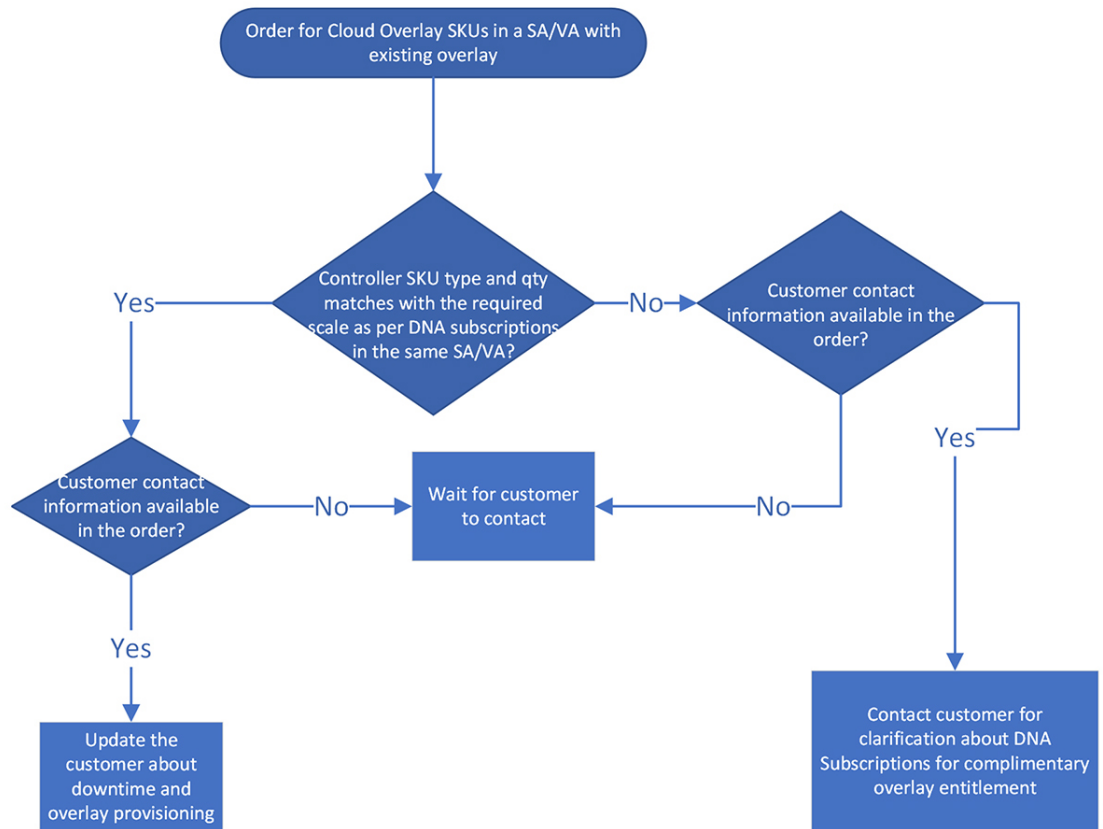 Order for Cloud Overlay SKUs in a SA/VA with
existing overlay
Controller SKU type and qty
matches with the required
scale as per DNA subscriptions
in the same SA/VA?
Yes
No
Customer contact
information available in the
order?
Customer contact
information available
in the order?
No
Wait for customer
to contact
No
Yes
Yes
Update the
customer about
downtime and
overlay provisioning
Contact customer for
clarification about DNA
Subscriptions for complimentary
overlay entitlement